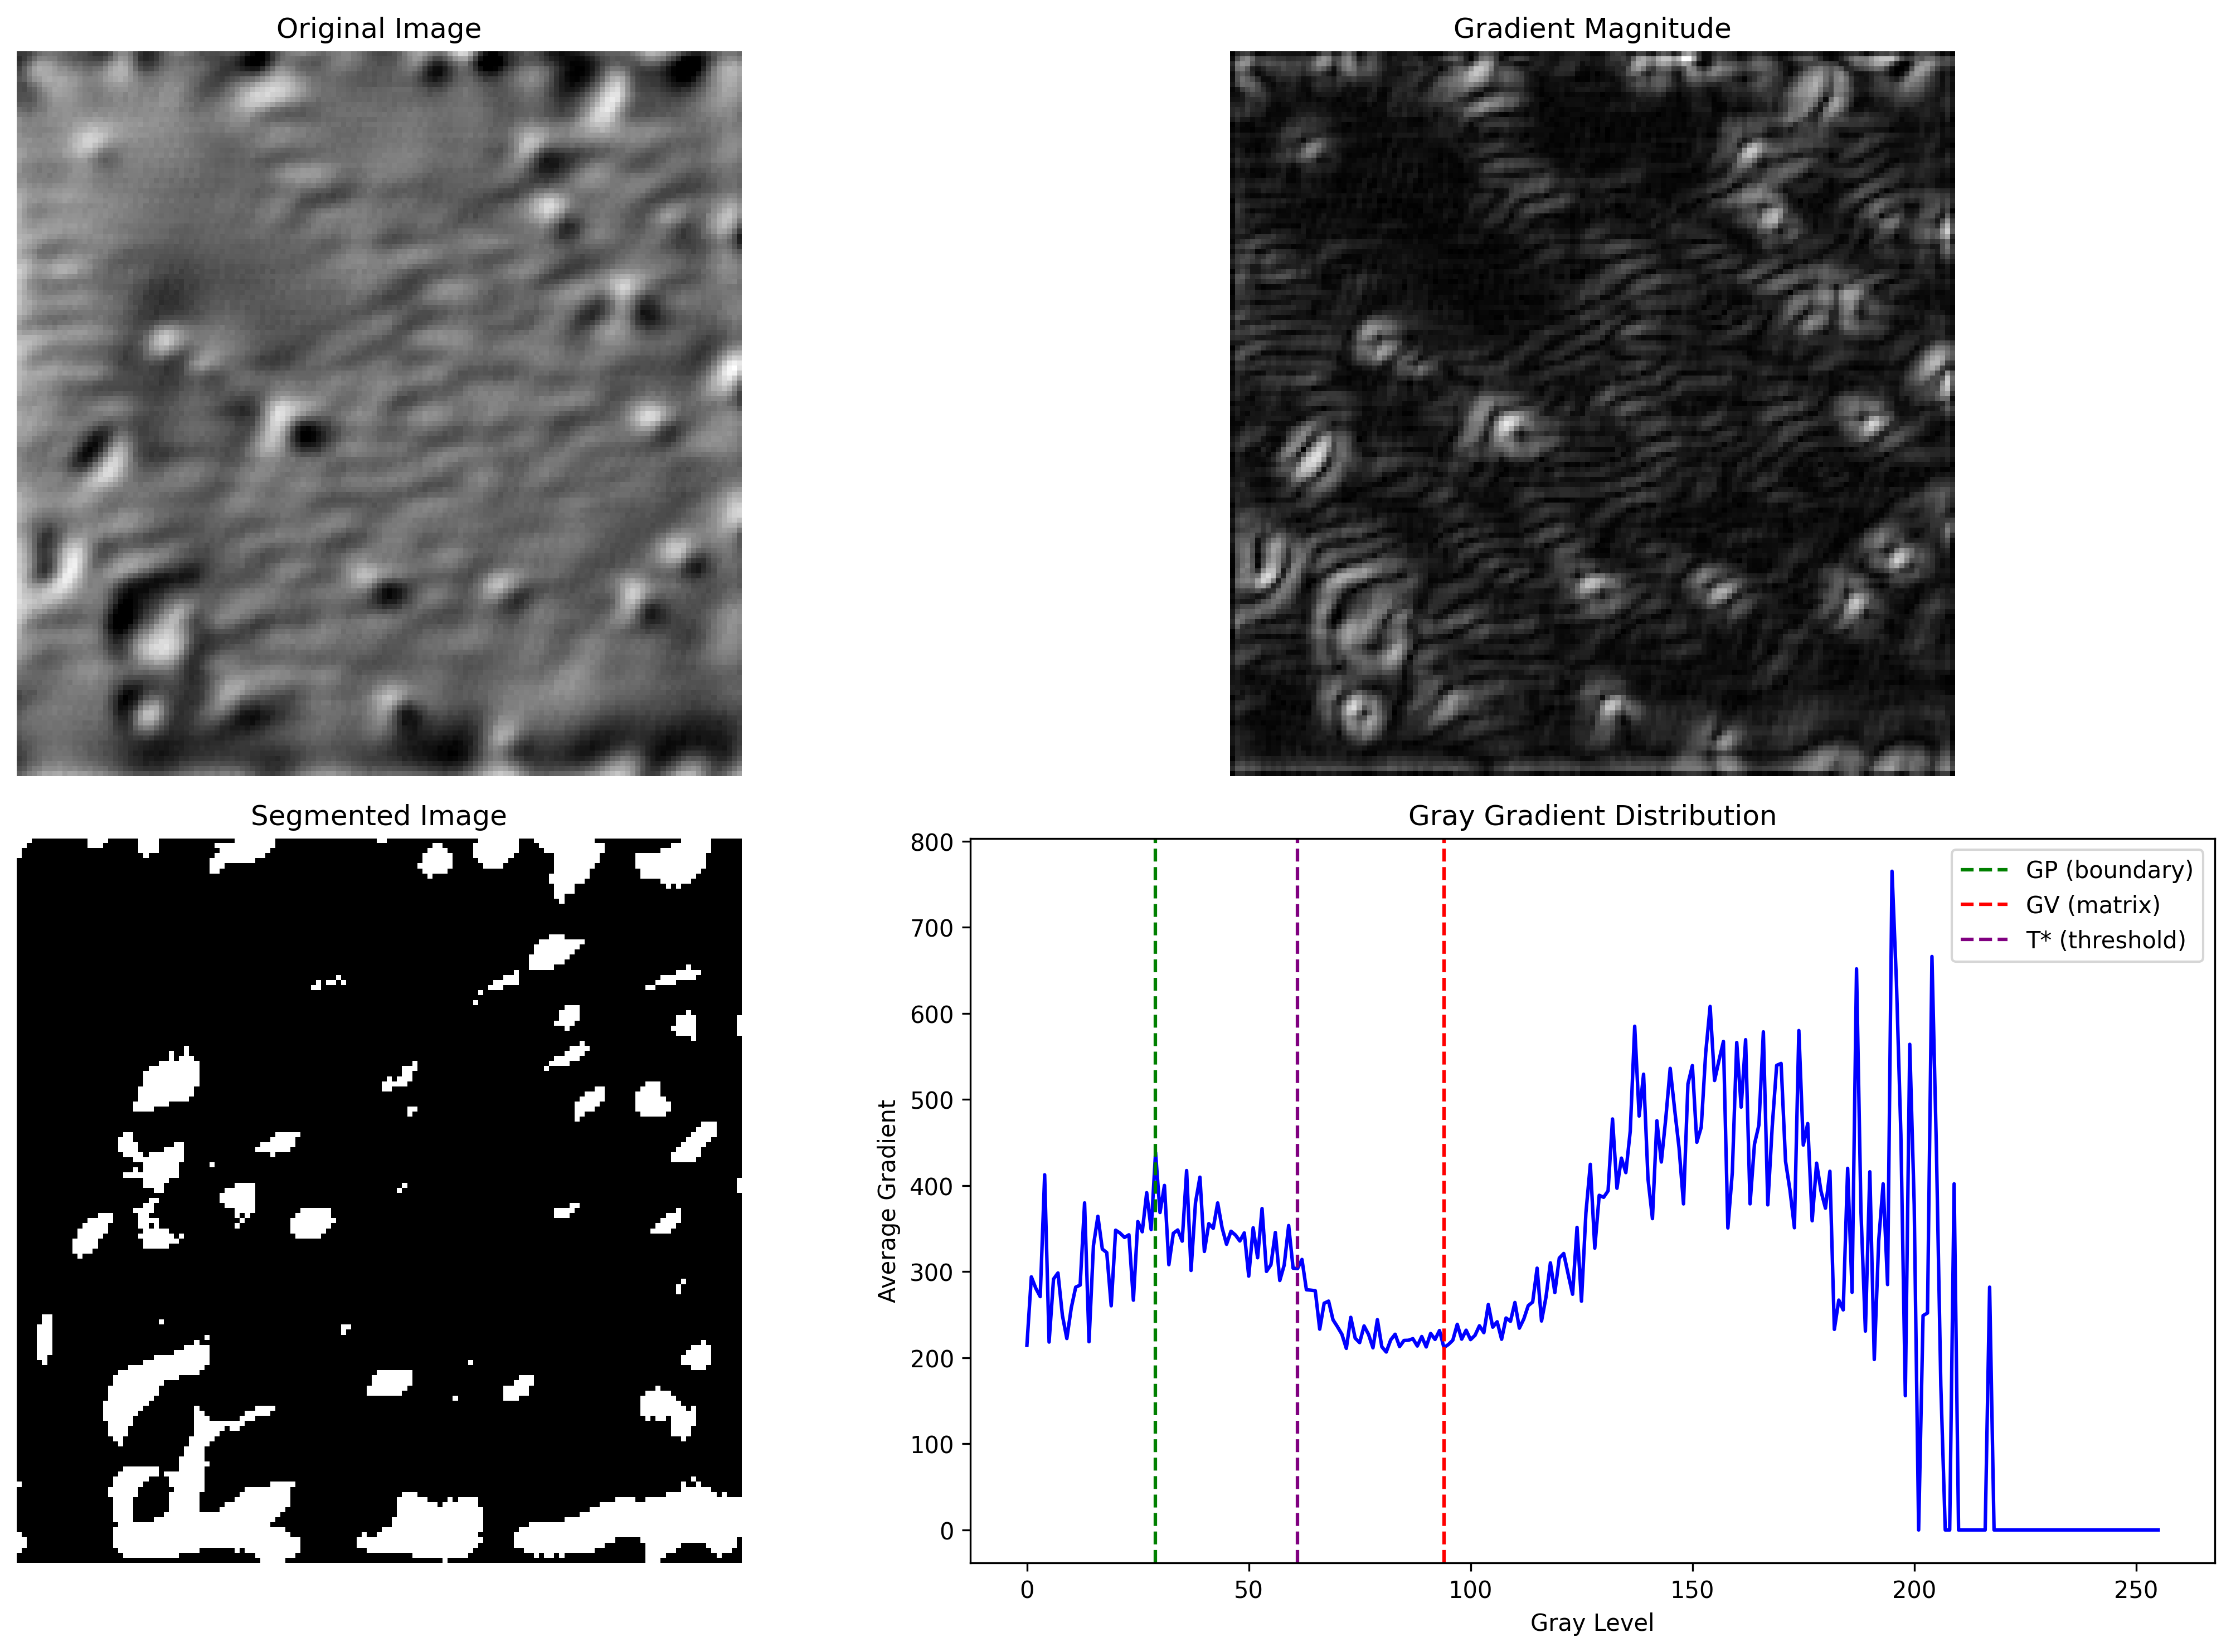 Original Image
Gradient Magnitude
Segmented Image
Gray Gradient Distribution
800
700
600
500
400
300
200
100
0
Average Gradient
GP (boundary)
GV (matrix)
T* (threshold)
0 50 100 150 200 250
Gray Level